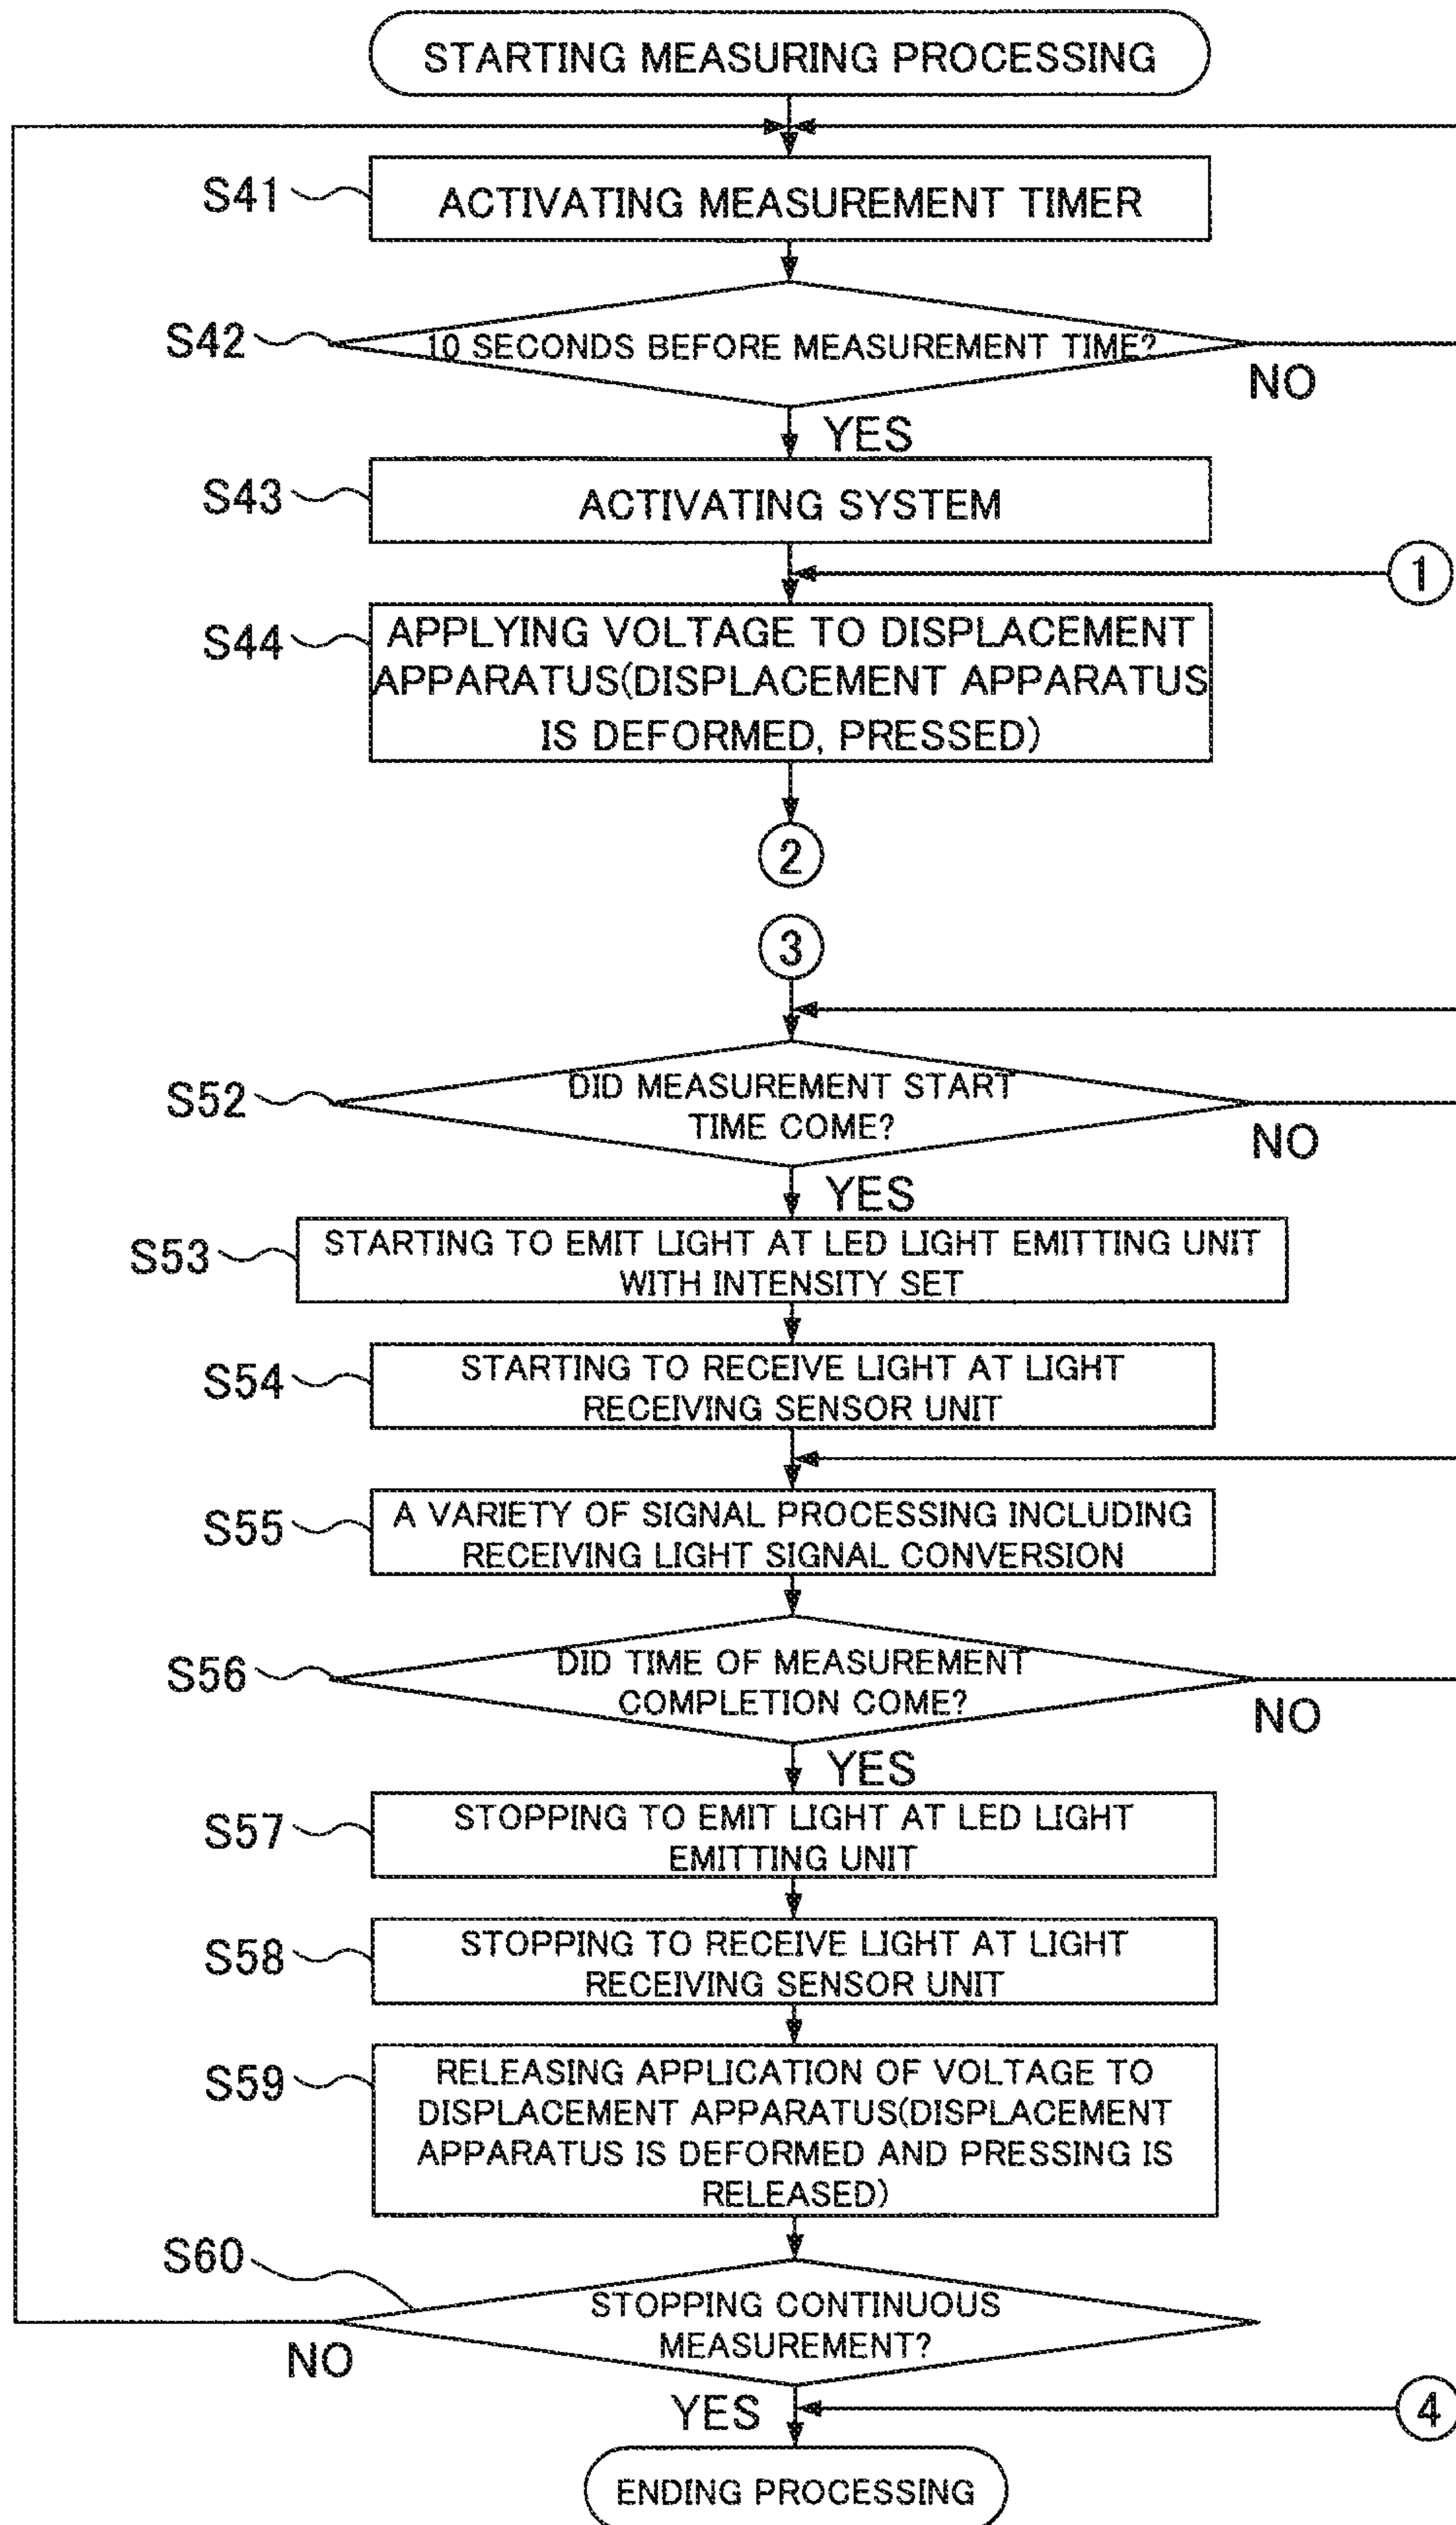 STARTING MEASURING PROCESSING
S41
ACTIVATING MEASUREMENT TIMER
S42
10 SECONDS BEFORE MEASUREMENT TIME?
NO
YES
S43
ACTIVATING SYSTEM
1
S44
APPLYING VOLTAGE TO DISPLACEMENT
APPARATUS(DISPLACEMENT APPARATUS
IS DEFORMED, PRESSED)
2
3
S52
DID MEASUREMENT START
TIME COME?
NO
YES
S53
STARTING TO EMIT LIGHT AT LED LIGHT EMITTING UNIT
WITH INTENSITY SET
S54
STARTING TO RECEIVE LIGHT AT LIGHT
RECEIVING SENSOR UNIT
S55
A VARIETY OF SIGNAL PROCESSING INCLUDING
RECEIVING LIGHT SIGNAL CONVERSION
S56
DID TIME OF MEASUREMENT
COMPLETION COME?
NO
YES
S57
STOPPING TO EMIT LIGHT AT LED LIGHT
EMITTING UNIT
S58
STOPPING TO RECEIVE LIGHT AT LIGHT
RECEIVING SENSOR UNIT
S59
RELEASING APPLICATION OF VOLTAGE TO
DISPLACEMENT APPARATUS(DISPLACEMENT
APPARATUS IS DEFORMED AND PRESSING IS
RELEASED)
S60
STOPPING CONTINUOUS
MEASUREMENT?
NO
YES
4
ENDING PROCESSING